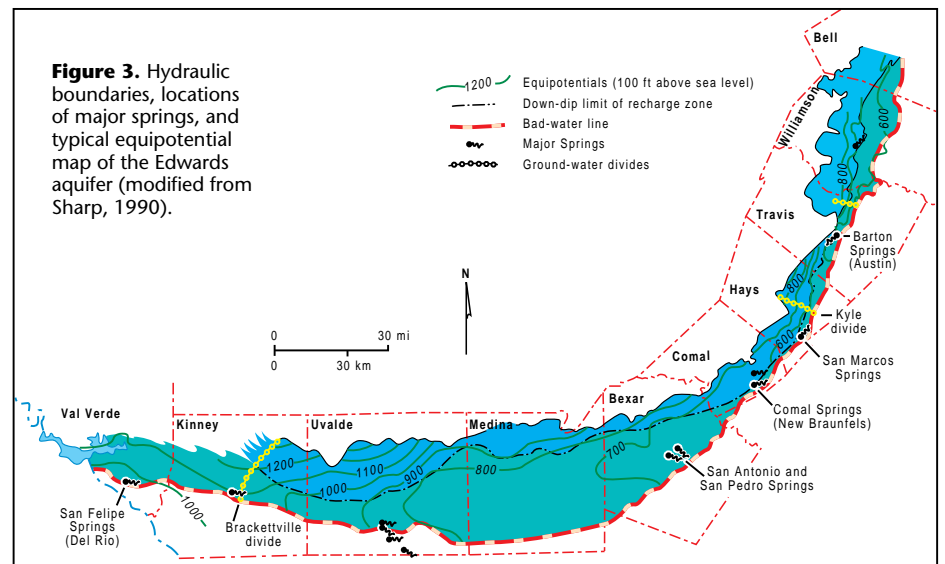 Figure 3. Hydraulic
boundaries, locations
of major springs, and
typical equipotential
map of the Edwards
aquifer (modified from
Sharp, 1990).
1200 Equipotentials (100 ft above sea level)
Down-dip limit of recharge zone
Bad-water line
Major Springs
Ground-water divides
Bell
Williamson
600
800
Travis
Barton
Springs
(Austin)
Hays
800
Kyle
divide
600
San Marcos
Springs
Comal
Comal Springs
(New Braunfels)
Bexar
700
San Antonio and
San Pedro Springs
N
0 30 mi
0 30 km
Val Verde
Kinney
Uvalde
Medina
1200
1100
1000
900
800
1000
San Felipe
Springs
(Del Rio)
Brackettville
divide